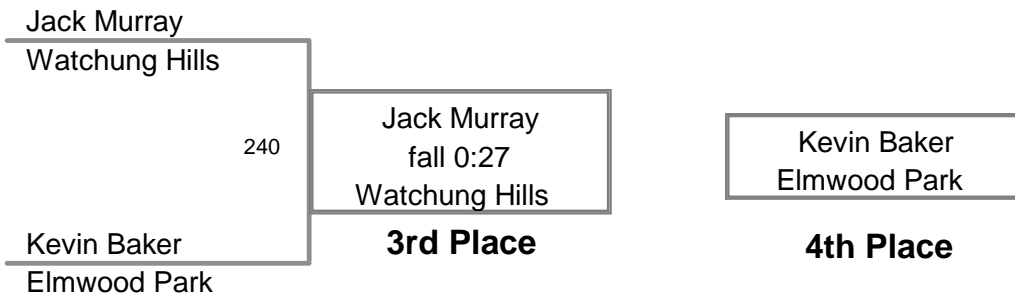 Jack Murray
Watchung Hills
240
Jack Murray
fall 0:27
Watchung Hills
3rd Place
Kevin Baker
Elmwood Park
4th Place
Kevin Baker
Elmwood Park